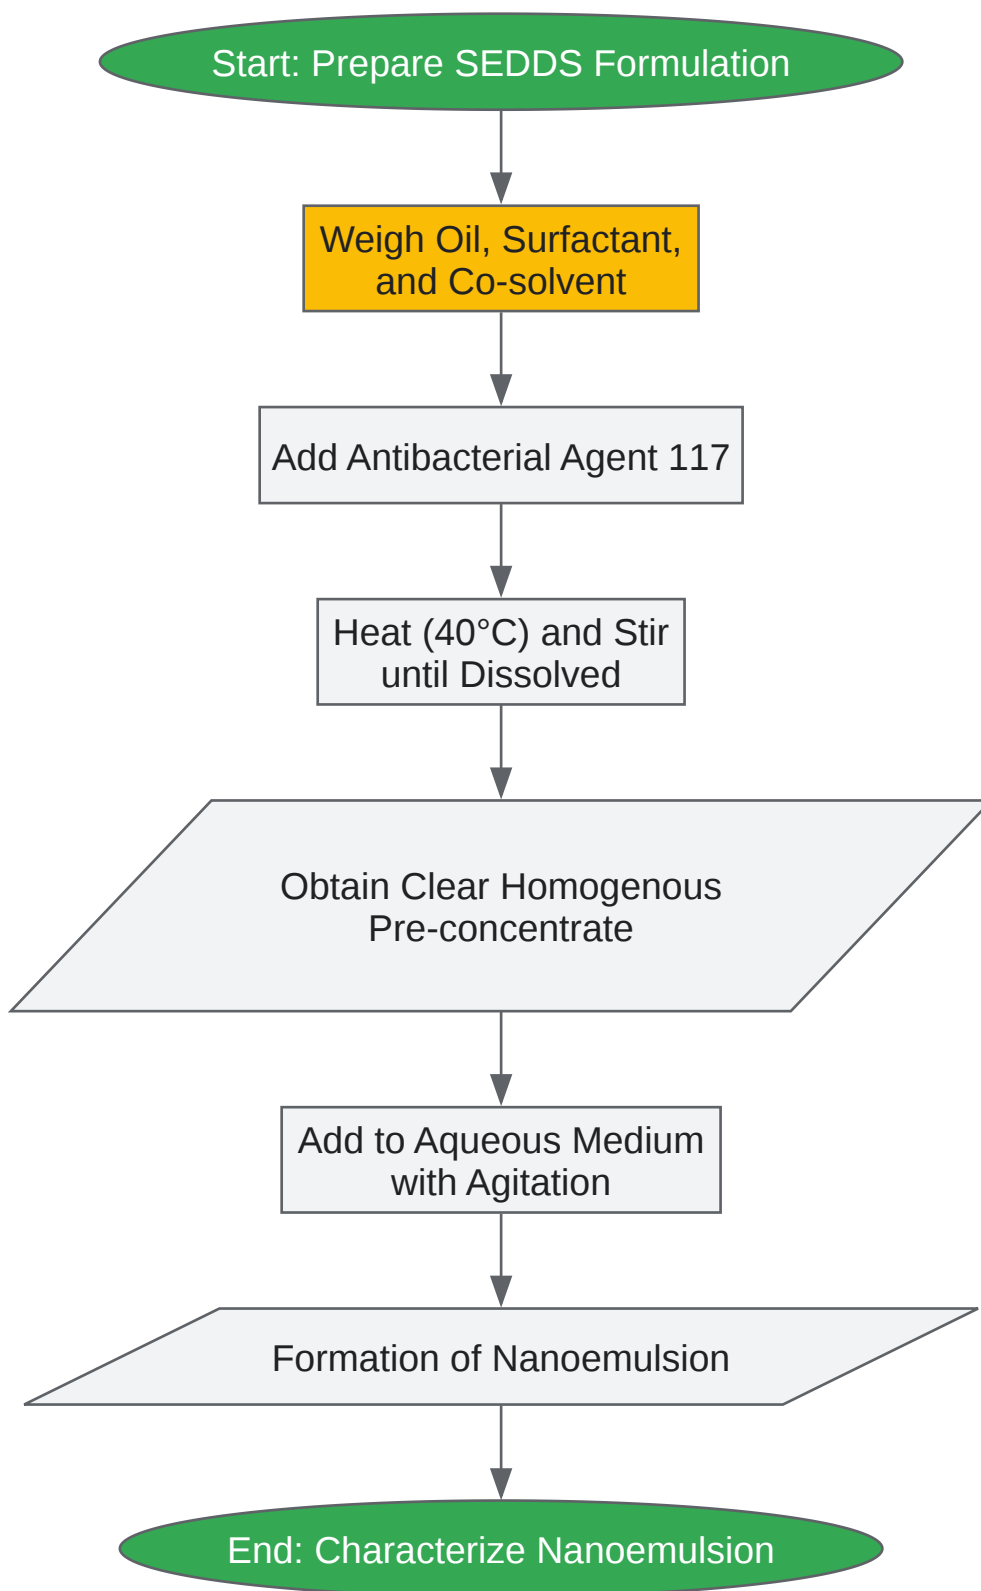 Start: Prepare SEDDS Formulation
Weigh Oil, Surfactant,
and Co-solvent
Add Antibacterial Agent 117
Heat (40°C) and Stir
until Dissolved
Obtain Clear Homogenous
Pre-concentrate
Add to Aqueous Medium
with Agitation
Formation of Nanoemulsion
End: Characterize Nanoemulsion